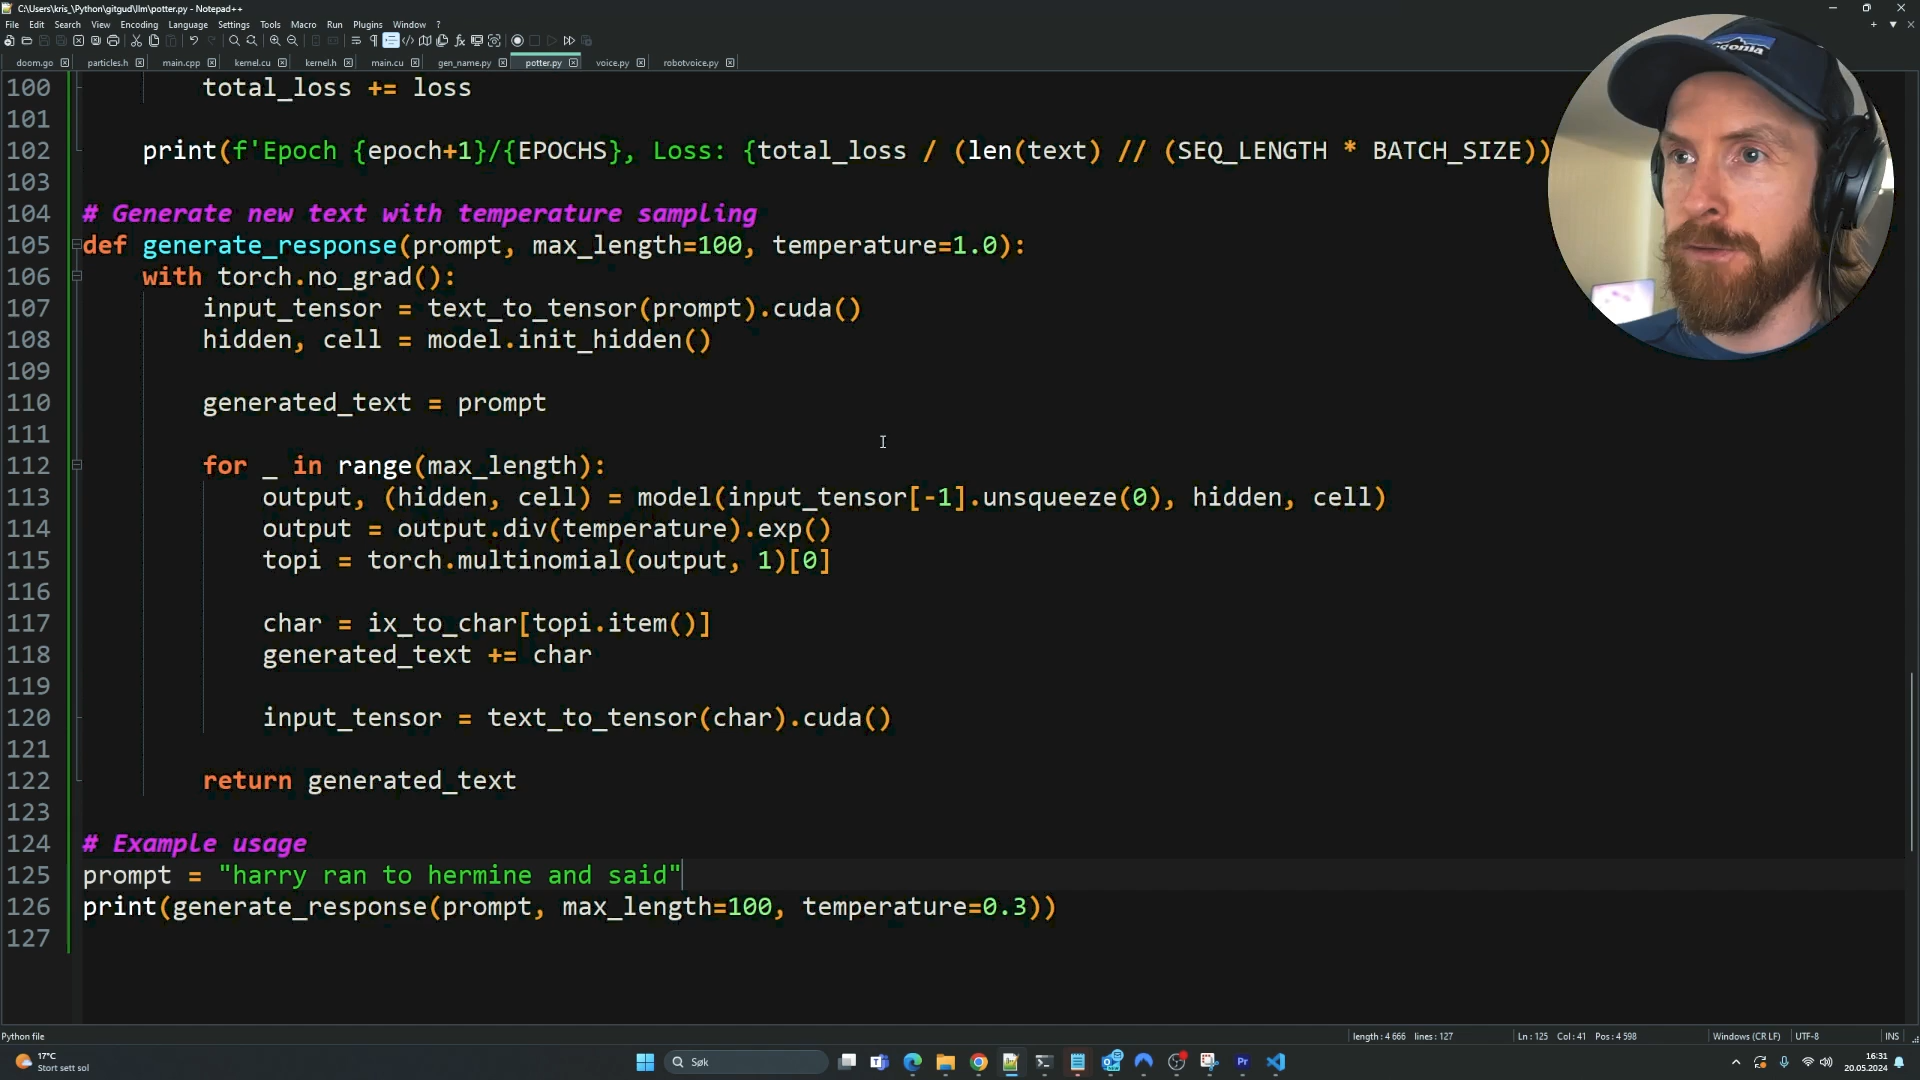 C:\Users\kris_\Python\gitgud\llm\potter.py - Notepad++
File Edit Search View Encoding Language Settings Tools Macro Run Plugins Window ?
doom.go particles.h main.cpp kernel.cu kernel.h main.cu gen_name.py potter.py voice.py robotvoice.py
100 total_loss += loss
101
102 print(f'Epoch {epoch+1}/{EPOCHS}, Loss: {total_loss / (len(text) // (SEQ_LENGTH * BATCH_SIZE))
103
104 # Generate new text with temperature sampling
105 def generate_response(prompt, max_length=100, temperature=1.0):
106 with torch.no_grad():
107 input_tensor = text_to_tensor(prompt).cuda()
108 hidden, cell = model.init_hidden()
109
110 generated_text = prompt
111
112 for _ in range(max_length):
113 output, (hidden, cell) = model(input_tensor[-1].unsqueeze(0), hidden, cell)
114 output = output.div(temperature).exp()
115 topi = torch.multinomial(output, 1)[0]
116
117 char = ix_to_char[topi.item()]
118 generated_text += char
119
120 input_tensor = text_to_tensor(char).cuda()
121
122 return generated_text
123
124 # Example usage
125 prompt = "harry ran to hermine and said"
126 print(generate_response(prompt, max_length=100, temperature=0.3))
127
Python file length : 4 666 lines : 127 Ln : 125 Col : 41 Pos : 4 598 Windows (CR LF) UTF-8 INS
17°C
Stort sett sol
Søk
16:31
20.05.2024